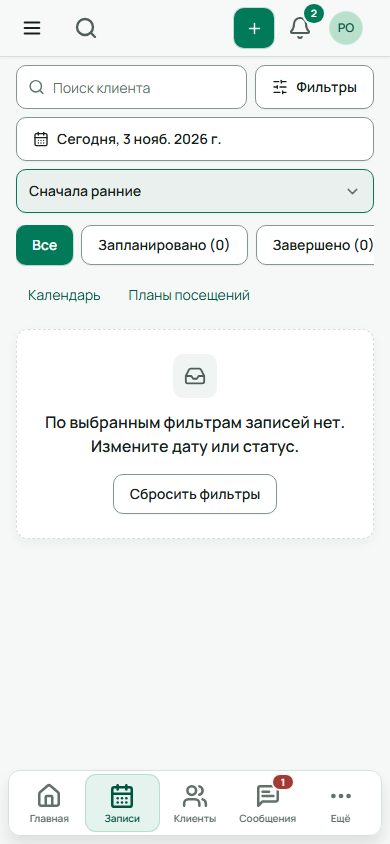 2
РО
Поиск клиента
Фильтры
Сегодня, 3 нояб. 2026 г.
Сначала ранние
Все
Запланировано (0)
Завершено (0)
Календарь
Планы посещений
По выбранным фильтрам записей нет.
Измените дату или статус.
Сбросить фильтры
1
Главная
Записи
Клиенты
Сообщения
Ещё